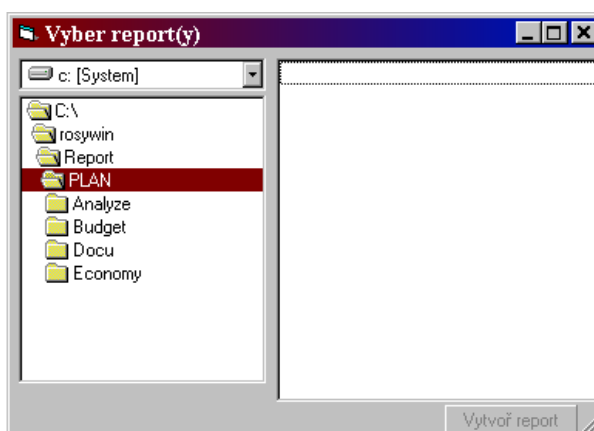 Vyber report(y)
c: [System]
C:\
rosywin
Report
PLAN
Analyze
Budget
Docu
Economy
Vytvoř report